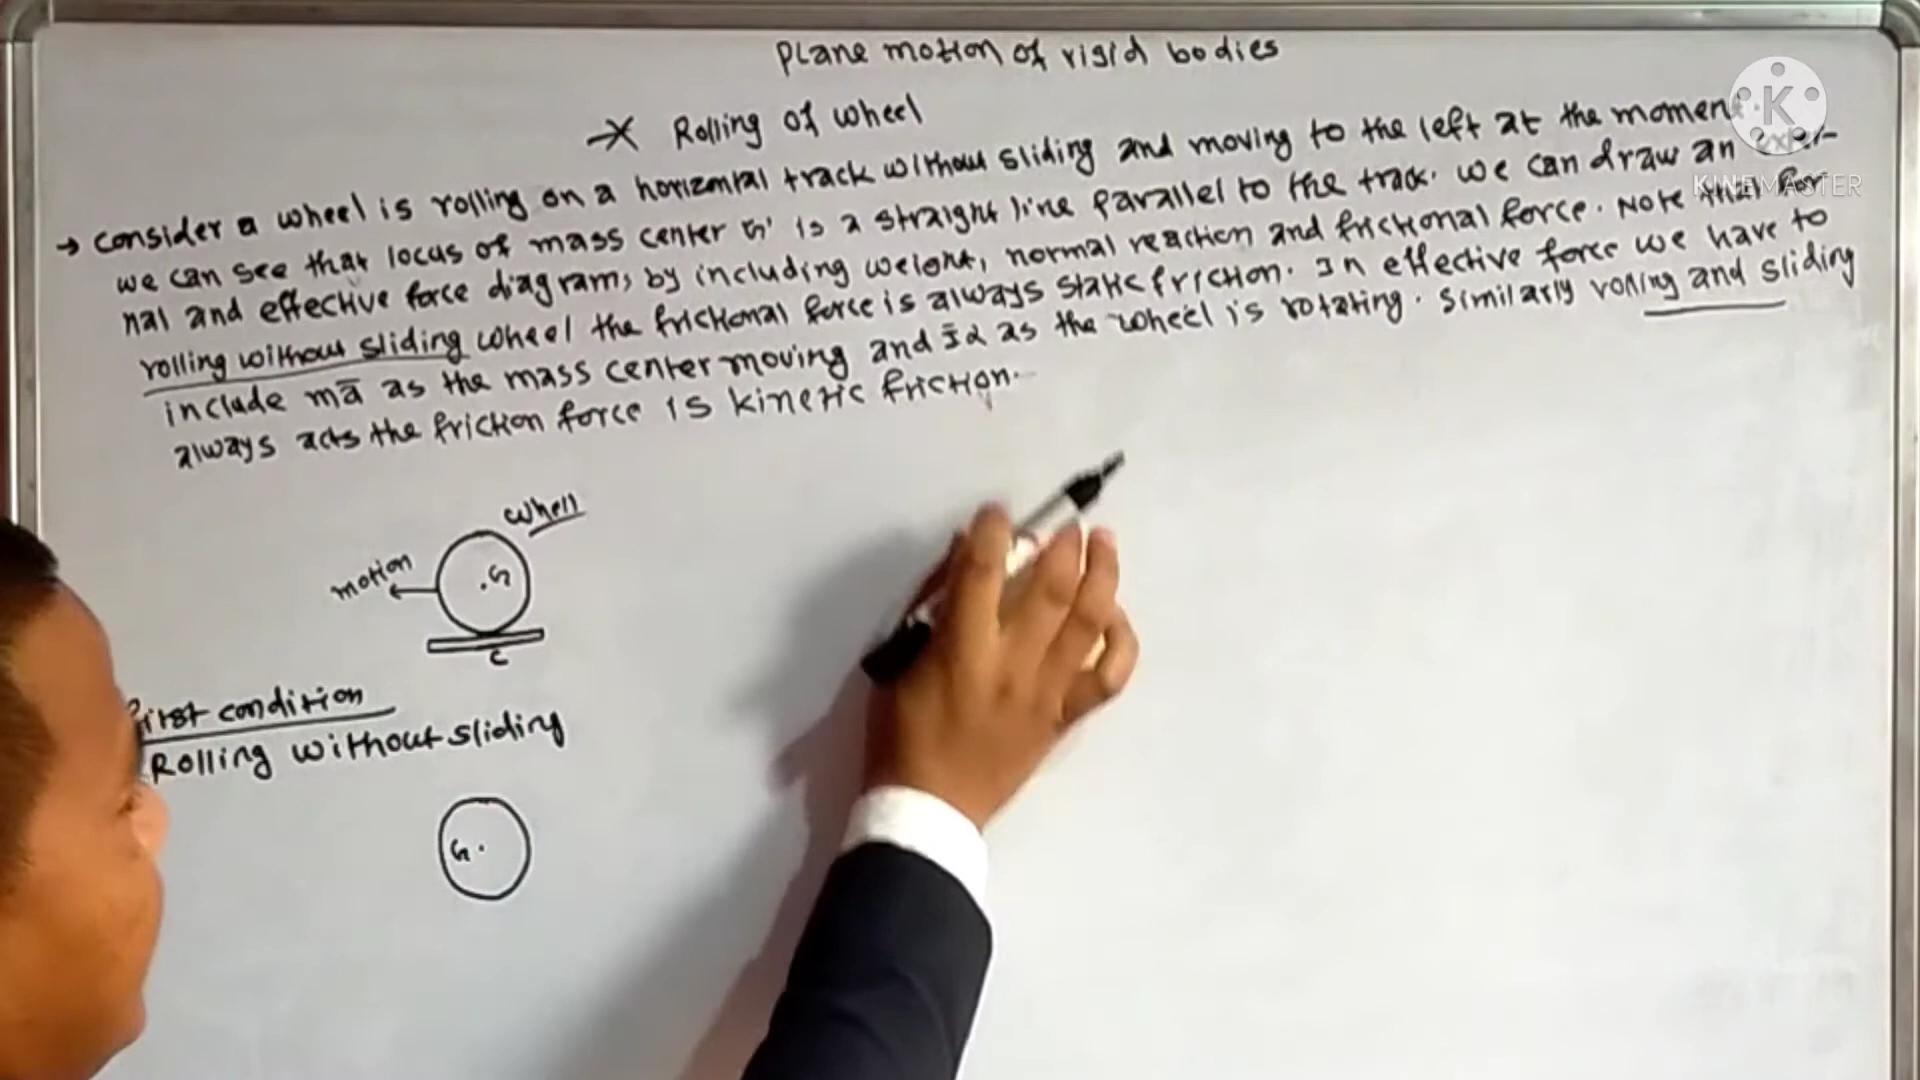 Plane motion of rigid bodies
Rolling of wheel
→ consider a wheel is rolling on a horizontal track without sliding and moving to the left at the moment
we can see that locus of mass center G' is a straight line parallel to the track. we can draw an exter-
nal and effective force diagram, by including weight, normal reaction and frictional force. Note that for
rolling without sliding wheel the frictional force is always static friction. In effective force we have to
include mā as the mass center moving and Īα as the wheel is rotating. Similarly rolling and sliding
always acts the friction force is kinetic friction.
whell
motion
.G
C
first condition
Rolling without sliding
G.
K
KINEMASTER